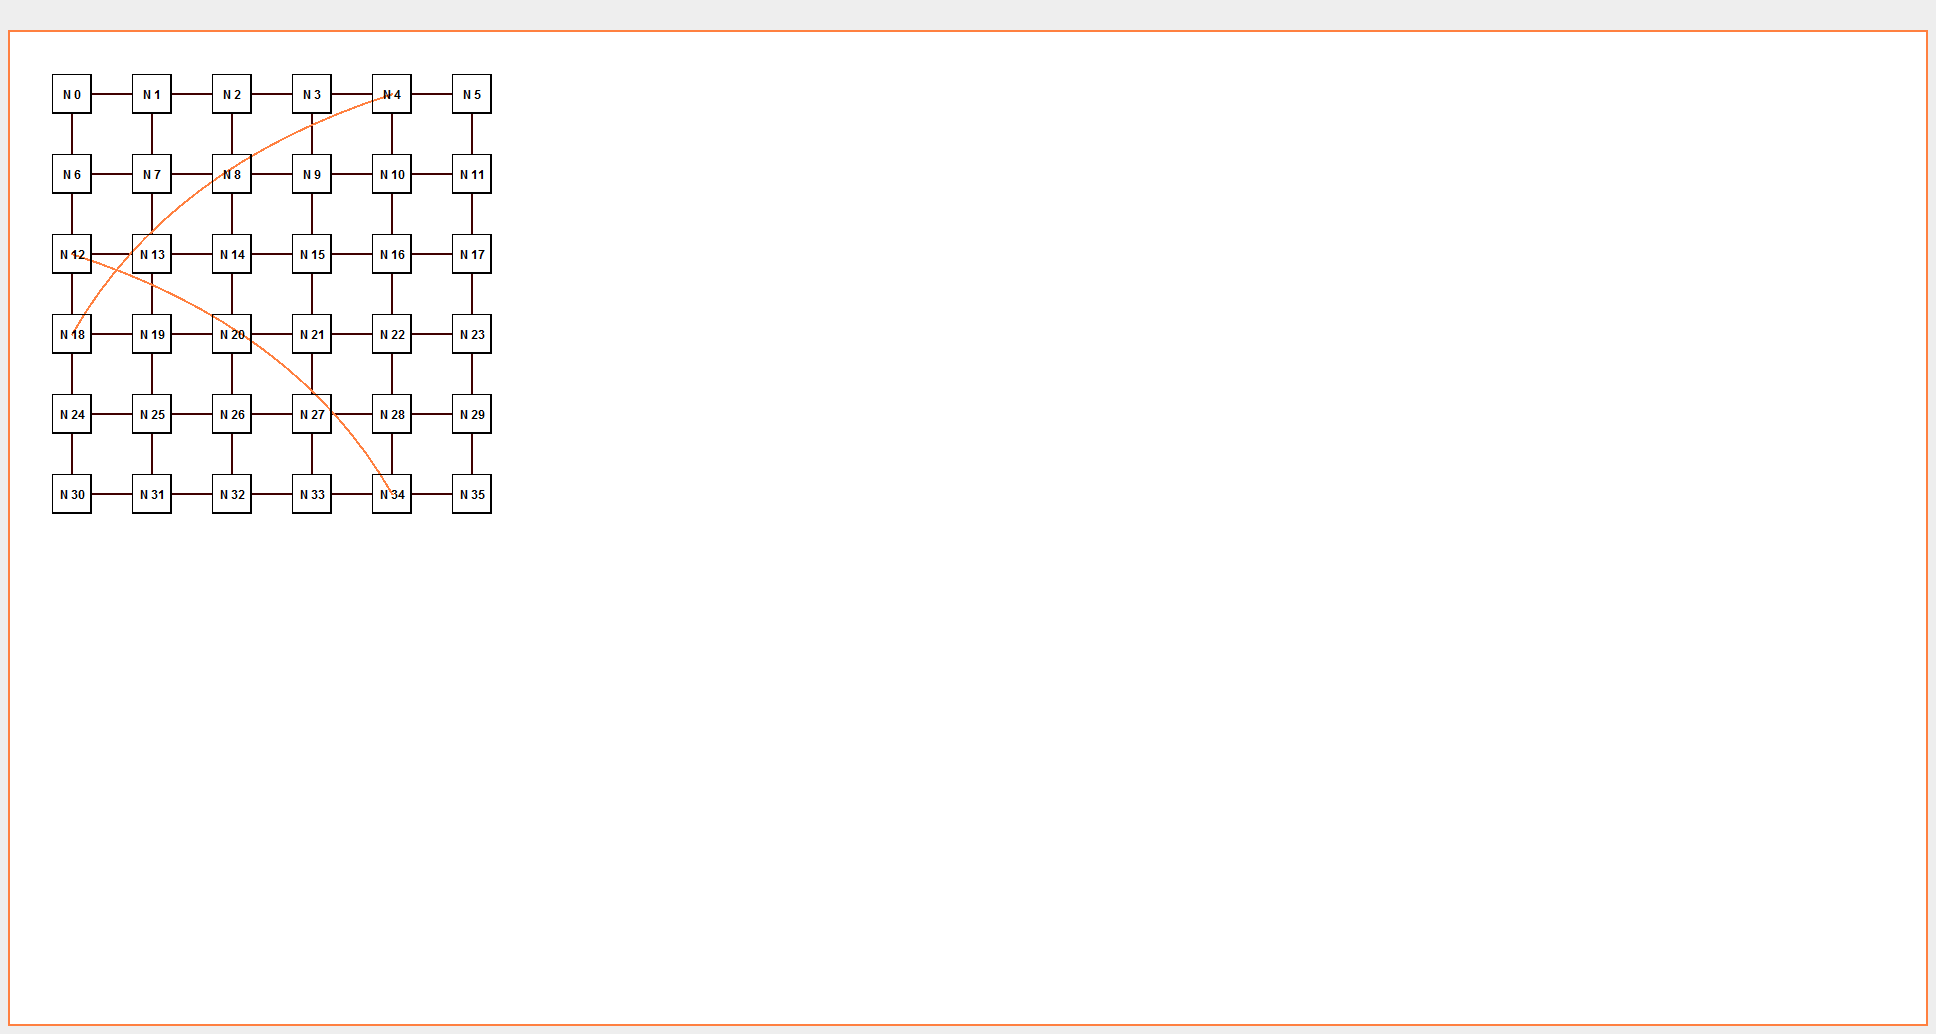 N 0 N 1 N 2 N 3 N 4 N 5
N 6 N 7 N 8 N 9 N 10 N 11
N 12 N 13 N 14 N 15 N 16 N 17
N 18 N 19 N 20 N 21 N 22 N 23
N 24 N 25 N 26 N 27 N 28 N 29
N 30 N 31 N 32 N 33 N 34 N 35